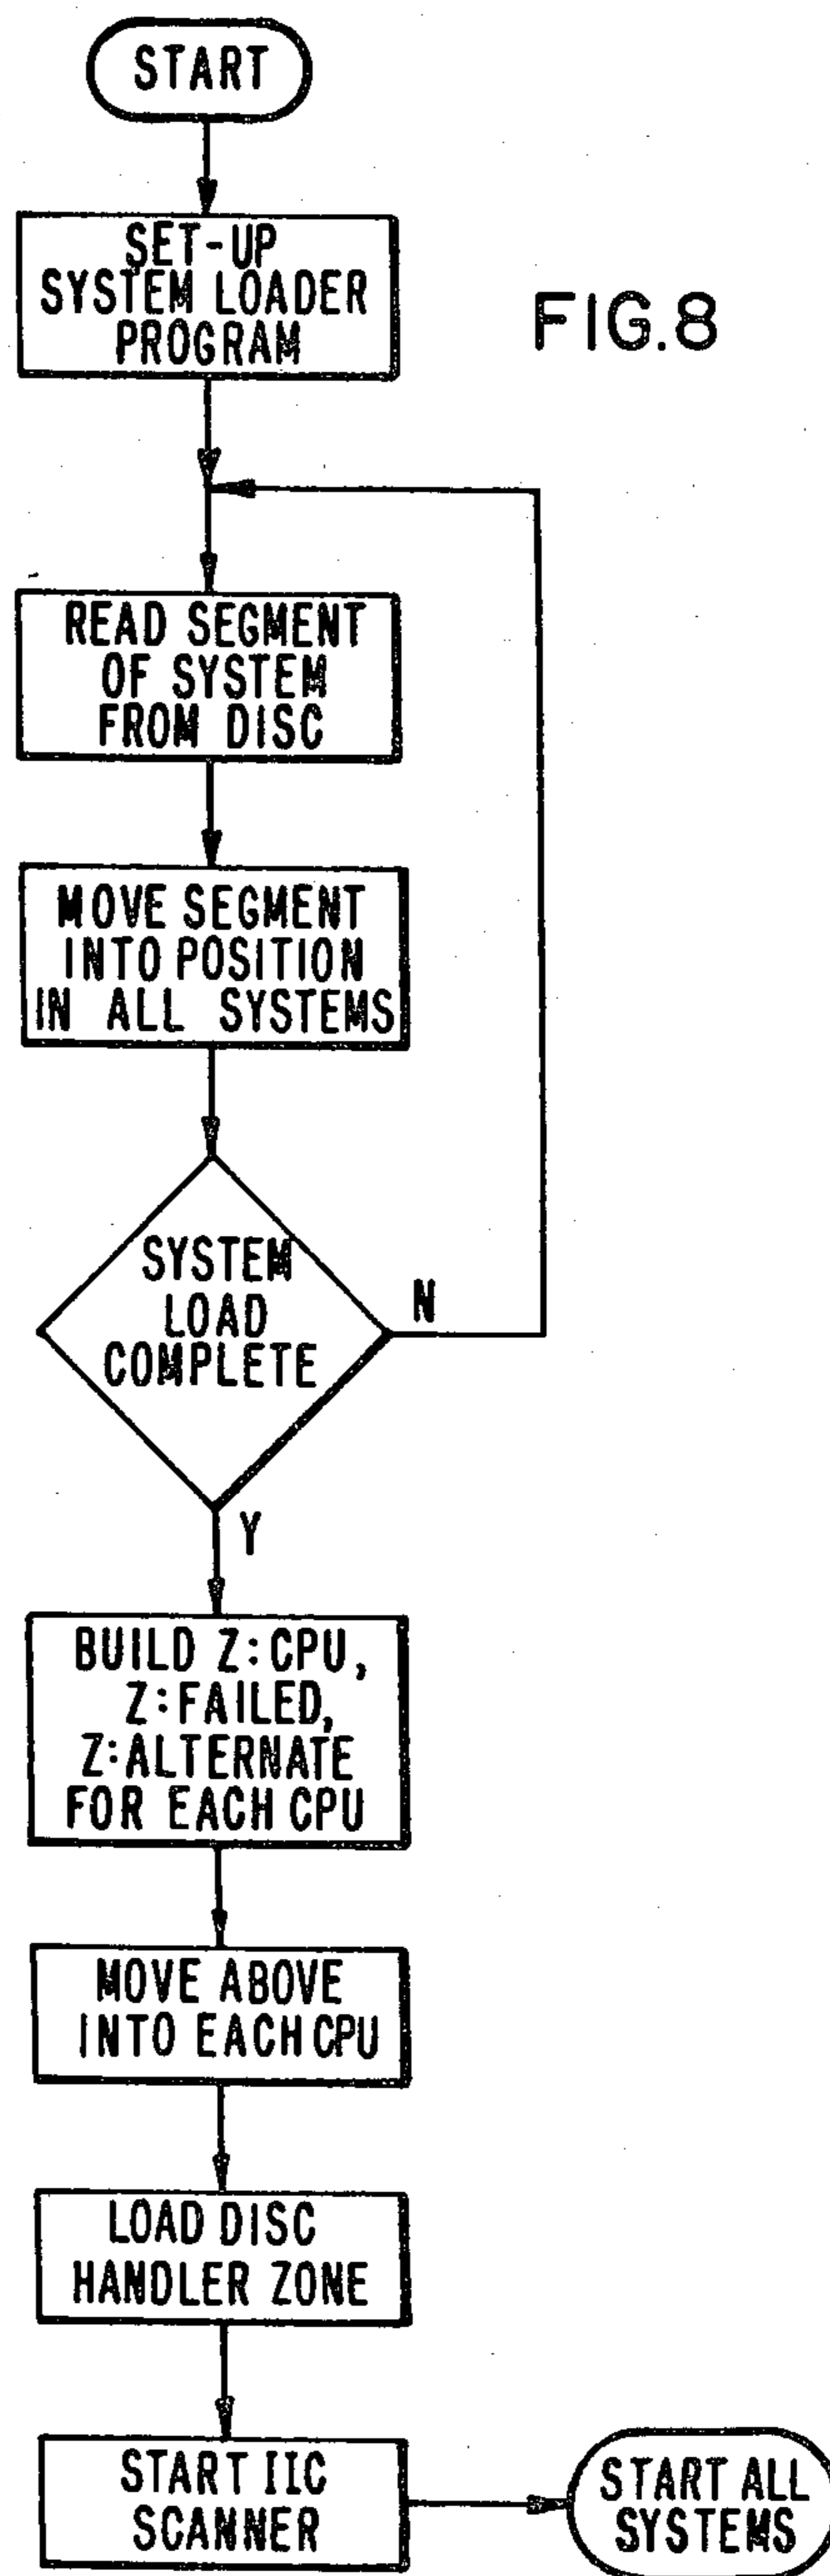 START
SET-UP
SYSTEM LOADER
PROGRAM
FIG.8
READ SEGMENT
OF SYSTEM
FROM DISC
MOVE SEGMENT
INTO POSITION
IN ALL SYSTEMS
SYSTEM
LOAD
COMPLETE
N
Y
BUILD Z:CPU,
Z:FAILED,
Z:ALTERNATE
FOR EACH CPU
MOVE ABOVE
INTO EACH CPU
LOAD DISC
HANDLER ZONE
START IIC
SCANNER
START ALL
SYSTEMS